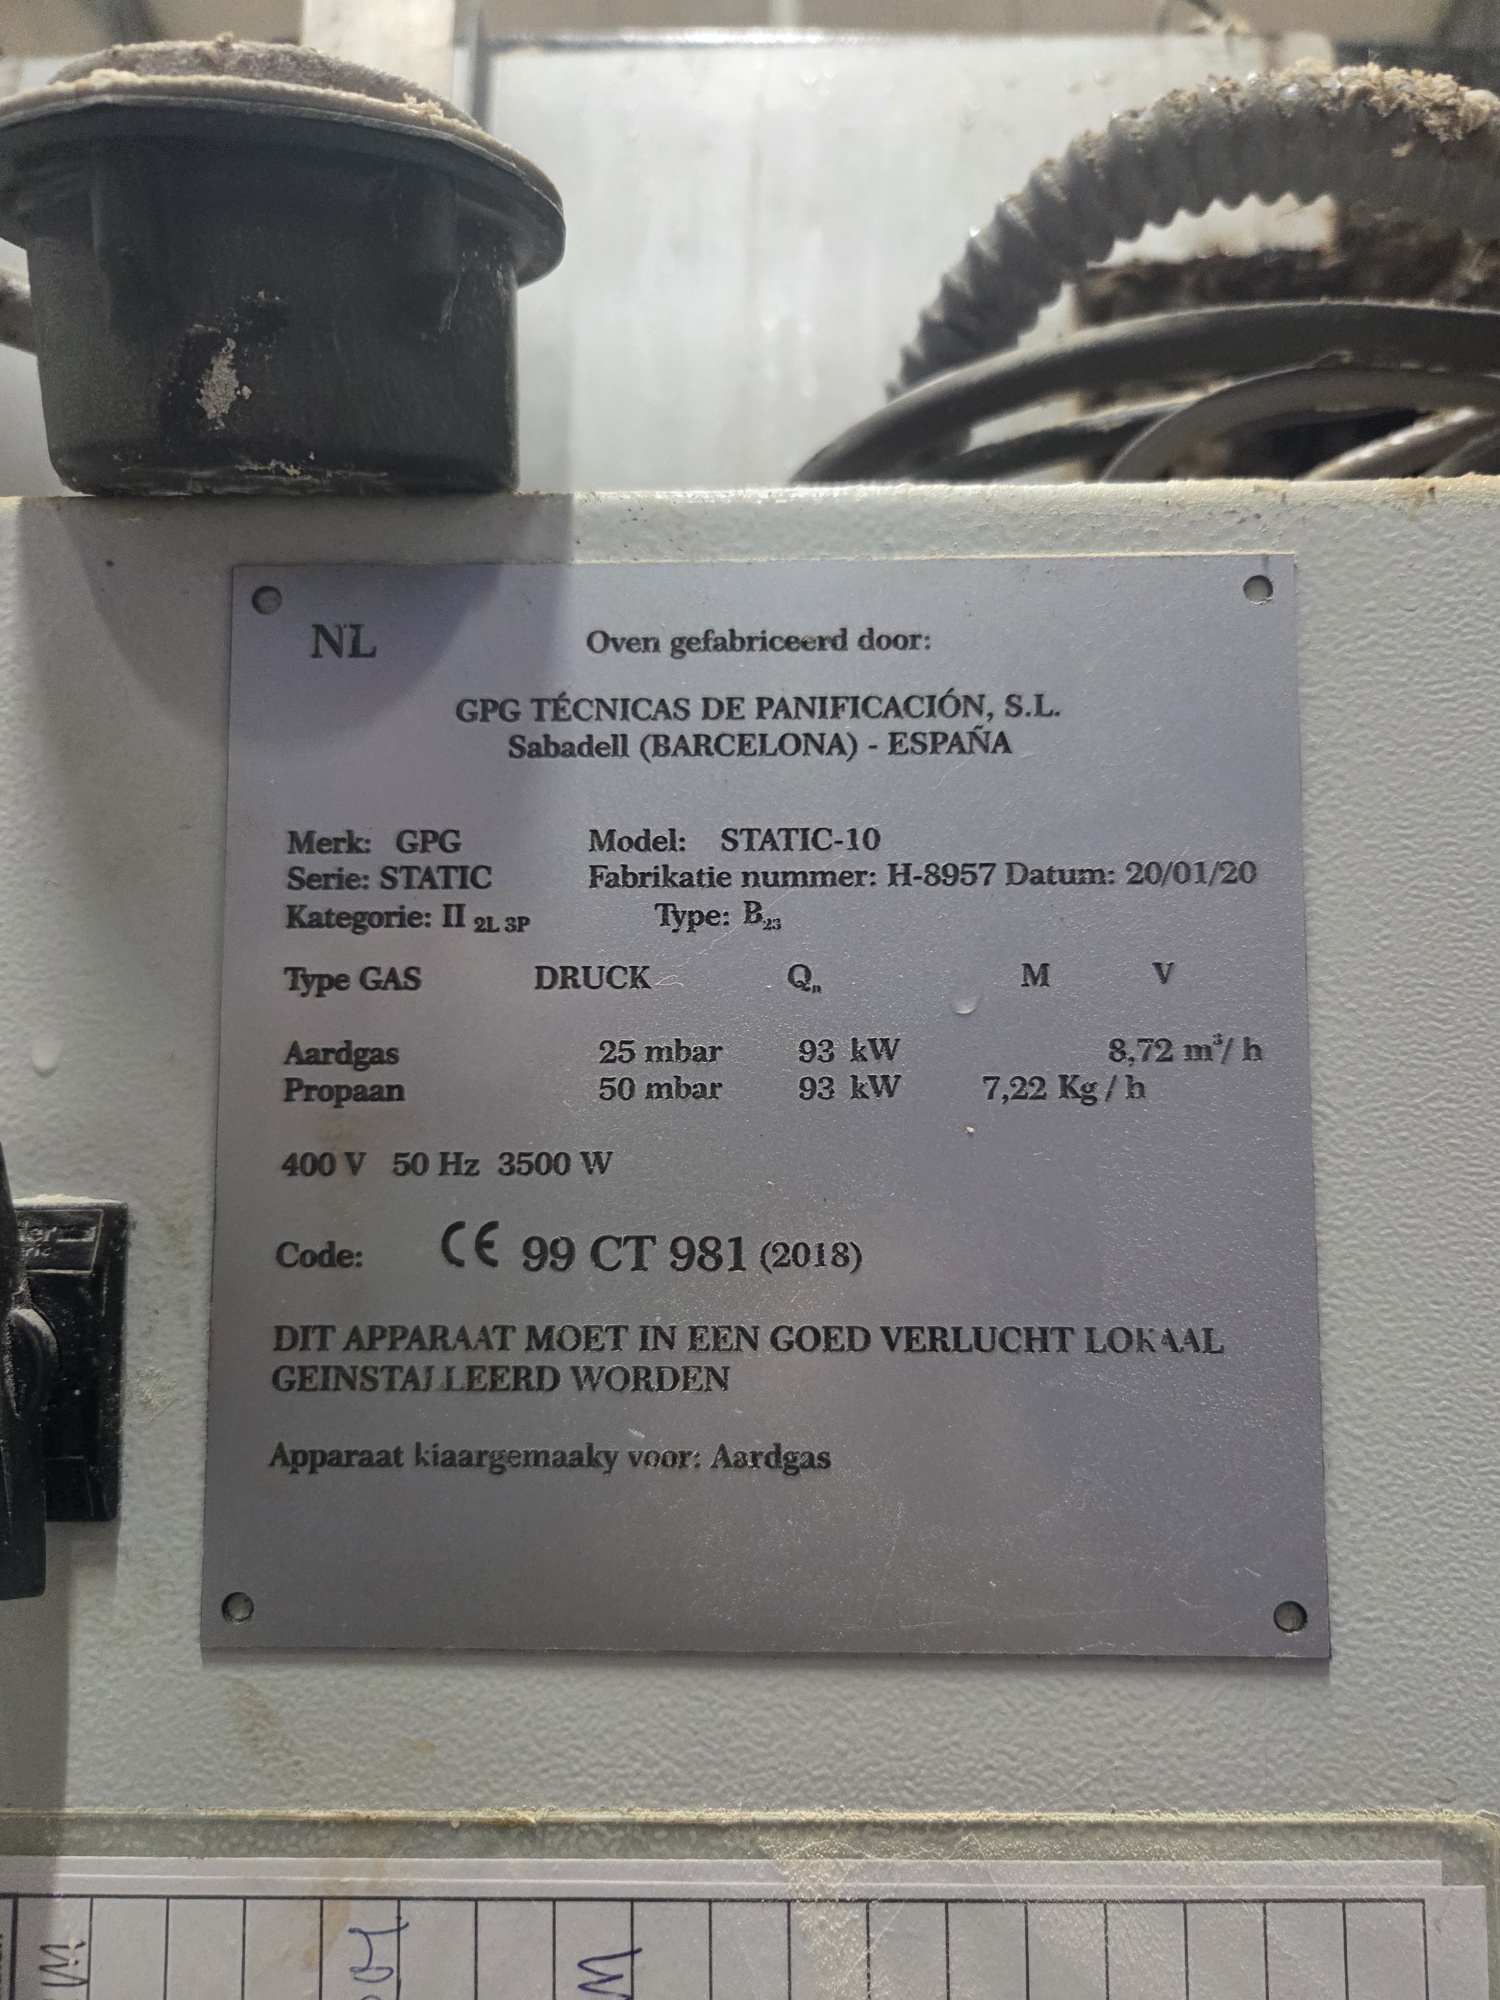 NL Oven gefabriceerd door:
GPG TÉCNICAS DE PANIFICACIÓN, S.L.
Sabadell (BARCELONA) - ESPAÑA
Merk: GPG Model: STATIC-10
Serie: STATIC Fabrikatie nummer: H-8957 Datum: 20/01/20
Kategorie: II 2L 3P Type: B23
Type GAS DRUCK Qn M V
Aardgas 25 mbar 93 kW 8,72 m³/ h
Propaan 50 mbar 93 kW 7,22 Kg / h
400 V 50 Hz 3500 W
Code: CE 99 CT 981 (2018)
DIT APPARAAT MOET IN EEN GOED VERLUCHT LOKAAL
GEINSTALLEERD WORDEN
Apparaat kiaargemaaky voor: Aardgas